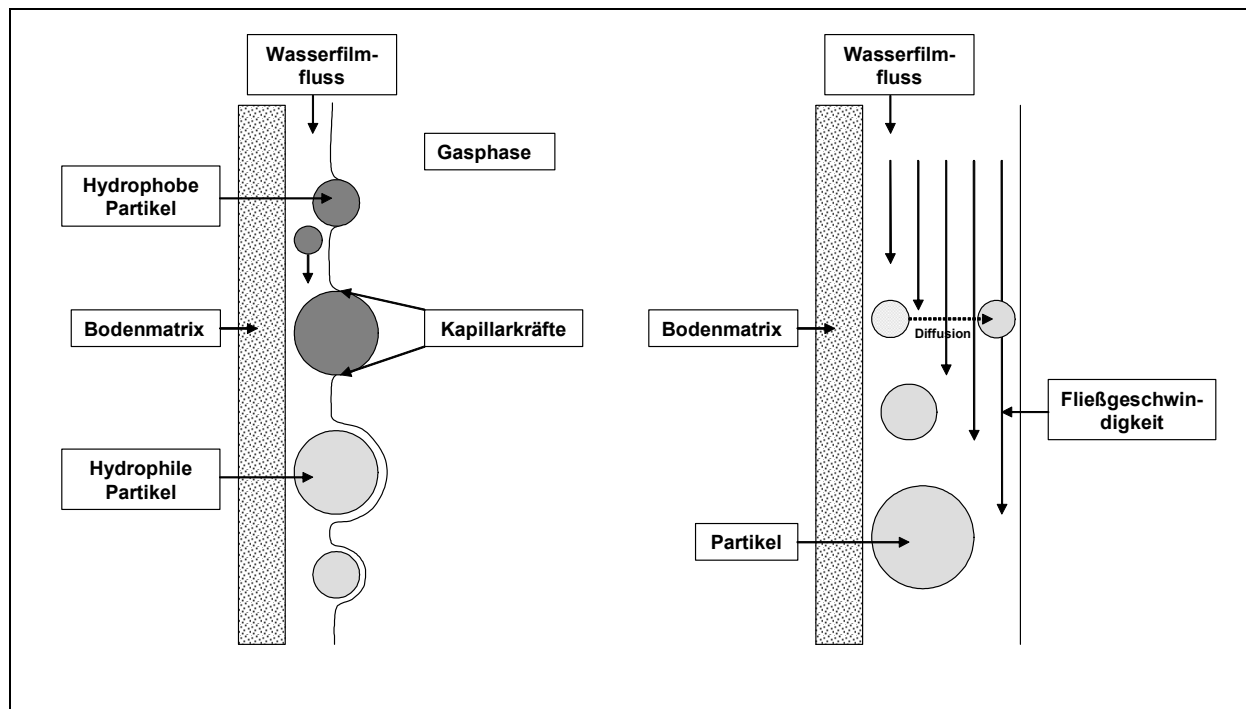 Wasserfilm-
fluss
Gasphase
Hydrophobe
Partikel
Bodenmatrix
Kapillarkräfte
Hydrophile
Partikel
Wasserfilm-
fluss
Bodenmatrix
Diffusion
Fließgeschwin-
digkeit
Partikel